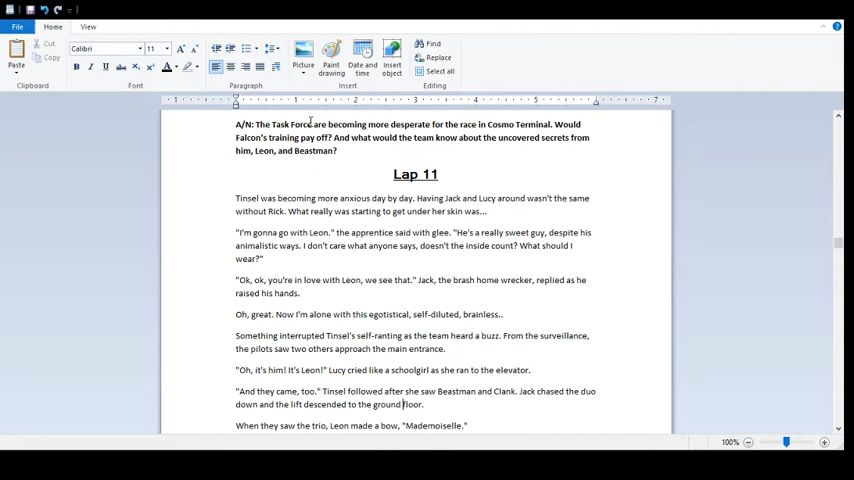 File Home View
Cut
Copy
Paste
Calibri 11
Clipboard Font Paragraph Insert Editing
Picture Paint drawing Date and time Insert object
Find
Replace
Select all
1 1 2 3 4 5 6 7
A/N: The Task Force are becoming more desperate for the race in Cosmo Terminal. Would
Falcon's training pay off? And what would the team know about the uncovered secrets from
him, Leon, and Beastman?
Lap 11
Tinsel was becoming more anxious day by day. Having Jack and Lucy around wasn't the same
without Rick. What really was starting to get under her skin was...
"I'm gonna go with Leon." the apprentice said with glee. "He's a really sweet guy, despite his
animalistic ways. I don't care what anyone says, doesn't the inside count? What should I
wear?"
"Ok, ok, you're in love with Leon, we see that." Jack, the brash home wrecker, replied as he
raised his hands.
Oh, great. Now I'm alone with this egotistical, self-diluted, brainless..
Something interrupted Tinsel's self-ranting as the team heard a buzz. From the surveillance,
the pilots saw two others approach the main entrance.
"Oh, it's him! It's Leon!" Lucy cried like a schoolgirl as she ran to the elevator.
"And they came, too." Tinsel followed after she saw Beastman and Clank. Jack chased the duo
down and the lift descended to the ground floor.
When they saw the trio, Leon made a bow, "Mademoiselle."
100%